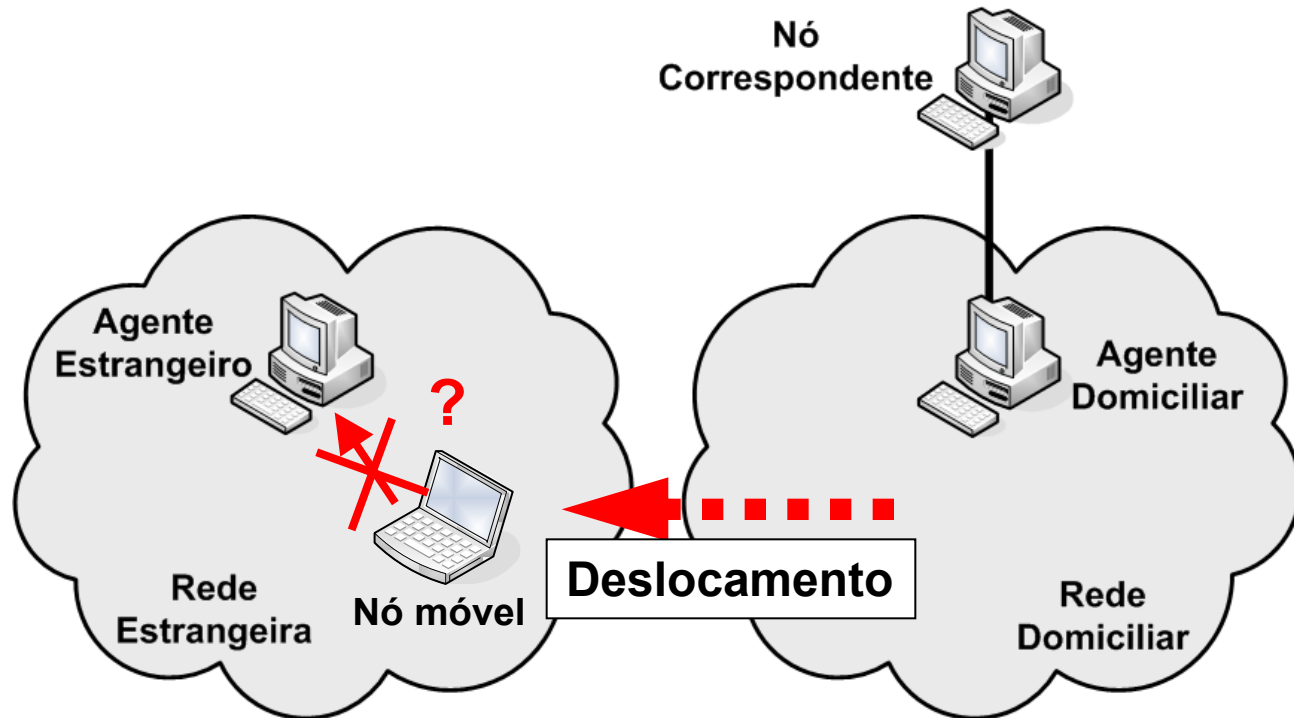 Nó
Correspondente
Agente
Estrangeiro
?
Agente
Domiciliar
Deslocamento
Rede
Estrangeira
Nó móvel
Rede
Domiciliar